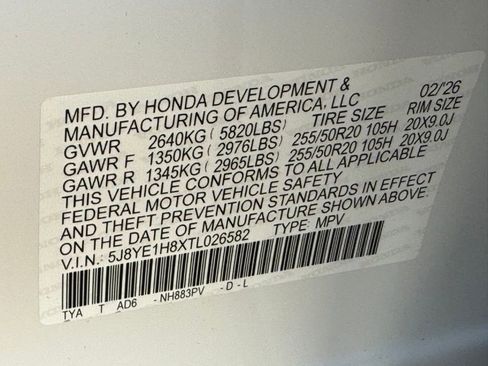 MFD. BY HONDA DEVELOPMENT & 02/'26
MANUFACTURING OF AMERICA, LLC TIRE SIZE RIM SIZE
GVWR 2640KG (5820LBS)
GAWR F 1350KG (2976LBS) 255/50R20 105H 20X9.0J
GAWR R 1345KG (2965LBS) 255/50R20 105H 20X9.0J
THIS VEHICLE CONFORMS TO ALL APPLICABLE
FEDERAL MOTOR VEHICLE SAFETY
AND THEFT PREVENTION STANDARDS IN EFFECT
ON THE DATE OF MANUFACTURE SHOWN ABOVE.
V.I.N.: 5J8YE1H8XTL026582 TYPE: MPV
TYA T AD6 -NH883PV -D-L